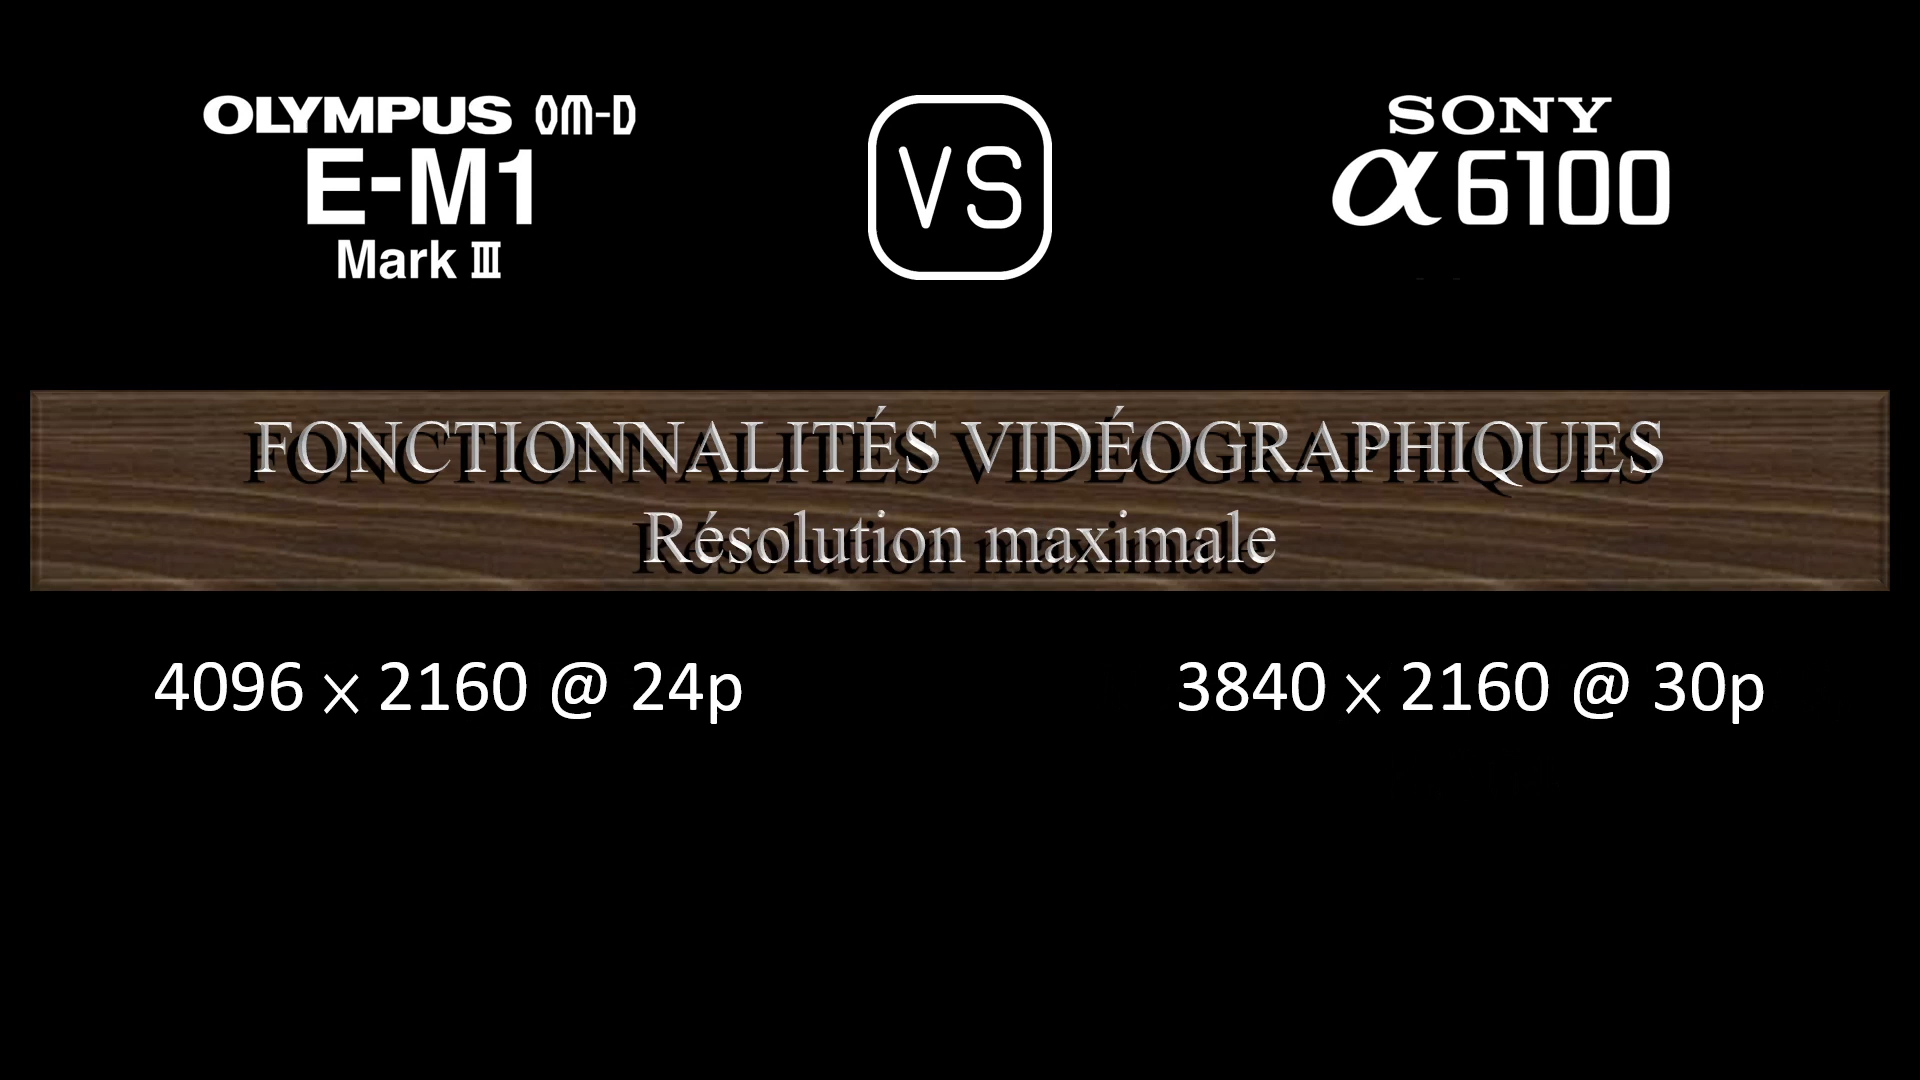 OLYMPUS OM-D
E-M1
Mark III
VS
SONY
α6100
FONCTIONNALITÉS VIDÉOGRAPHIQUES
Résolution maximale
4096 x 2160 @ 24p
3840 x 2160 @ 30p